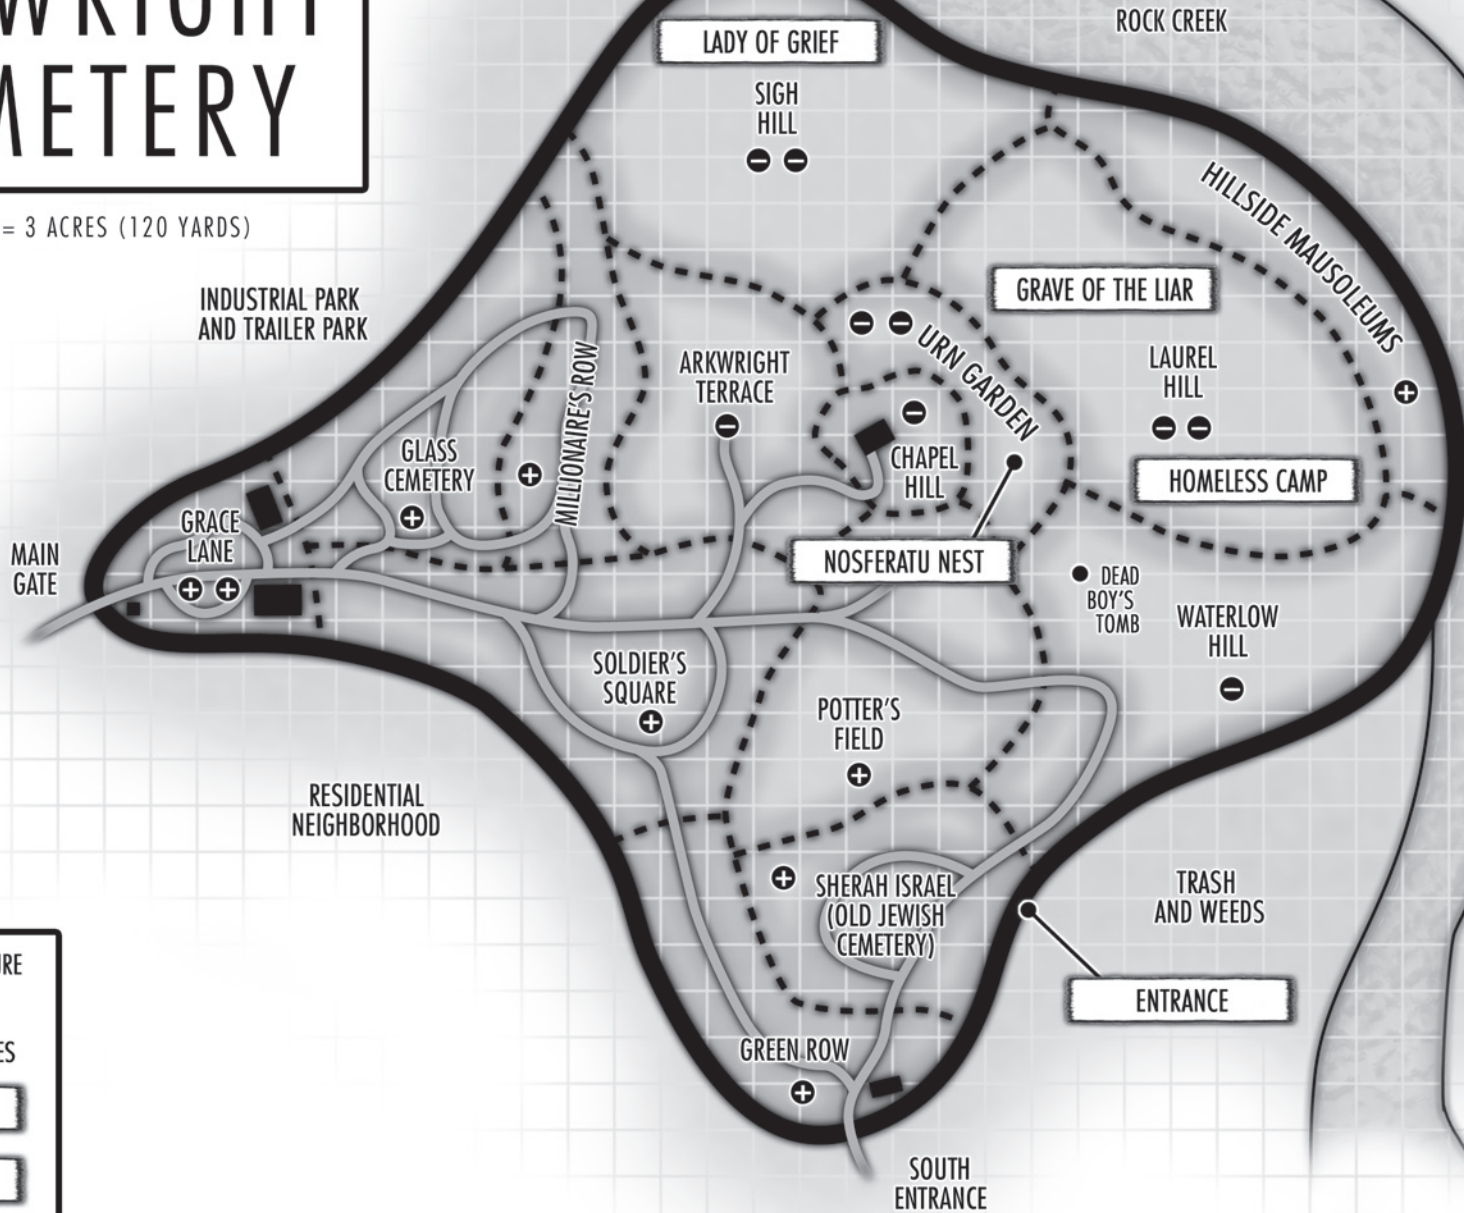 WRIGHT
METERY
= 3 ACRES (120 YARDS)
LADY OF GRIEF
ROCK CREEK
SIGH
HILL
HILLSIDE MAUSOLEUMS
INDUSTRIAL PARK
AND TRAILER PARK
GRAVE OF THE LIAR
URN GARDEN
MILLIONAIRE'S ROW
ARKWRIGHT
TERRACE
LAUREL
HILL
GLASS
CEMETERY
CHAPEL
HILL
HOMELESS CAMP
GRACE
LANE
MAIN
GATE
NOSFERATU NEST
DEAD
BOY'S
TOMB
WATERLOW
HILL
SOLDIER'S
SQUARE
POTTER'S
FIELD
RESIDENTIAL
NEIGHBORHOOD
SHERAH ISRAEL
(OLD JEWISH
CEMETERY)
TRASH
AND WEEDS
ENTRANCE
GREEN ROW
SOUTH
ENTRANCE